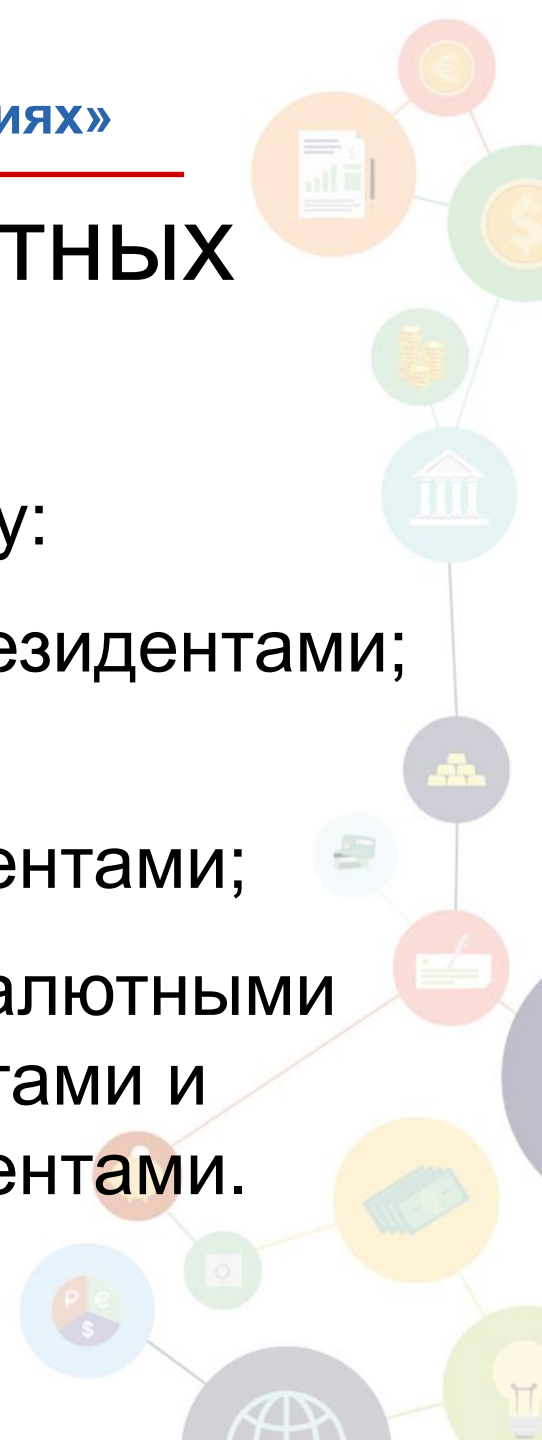 иях»
тных
у:
езидентами;
ентами;
алютными
тами и
ентами.
₽ €
$